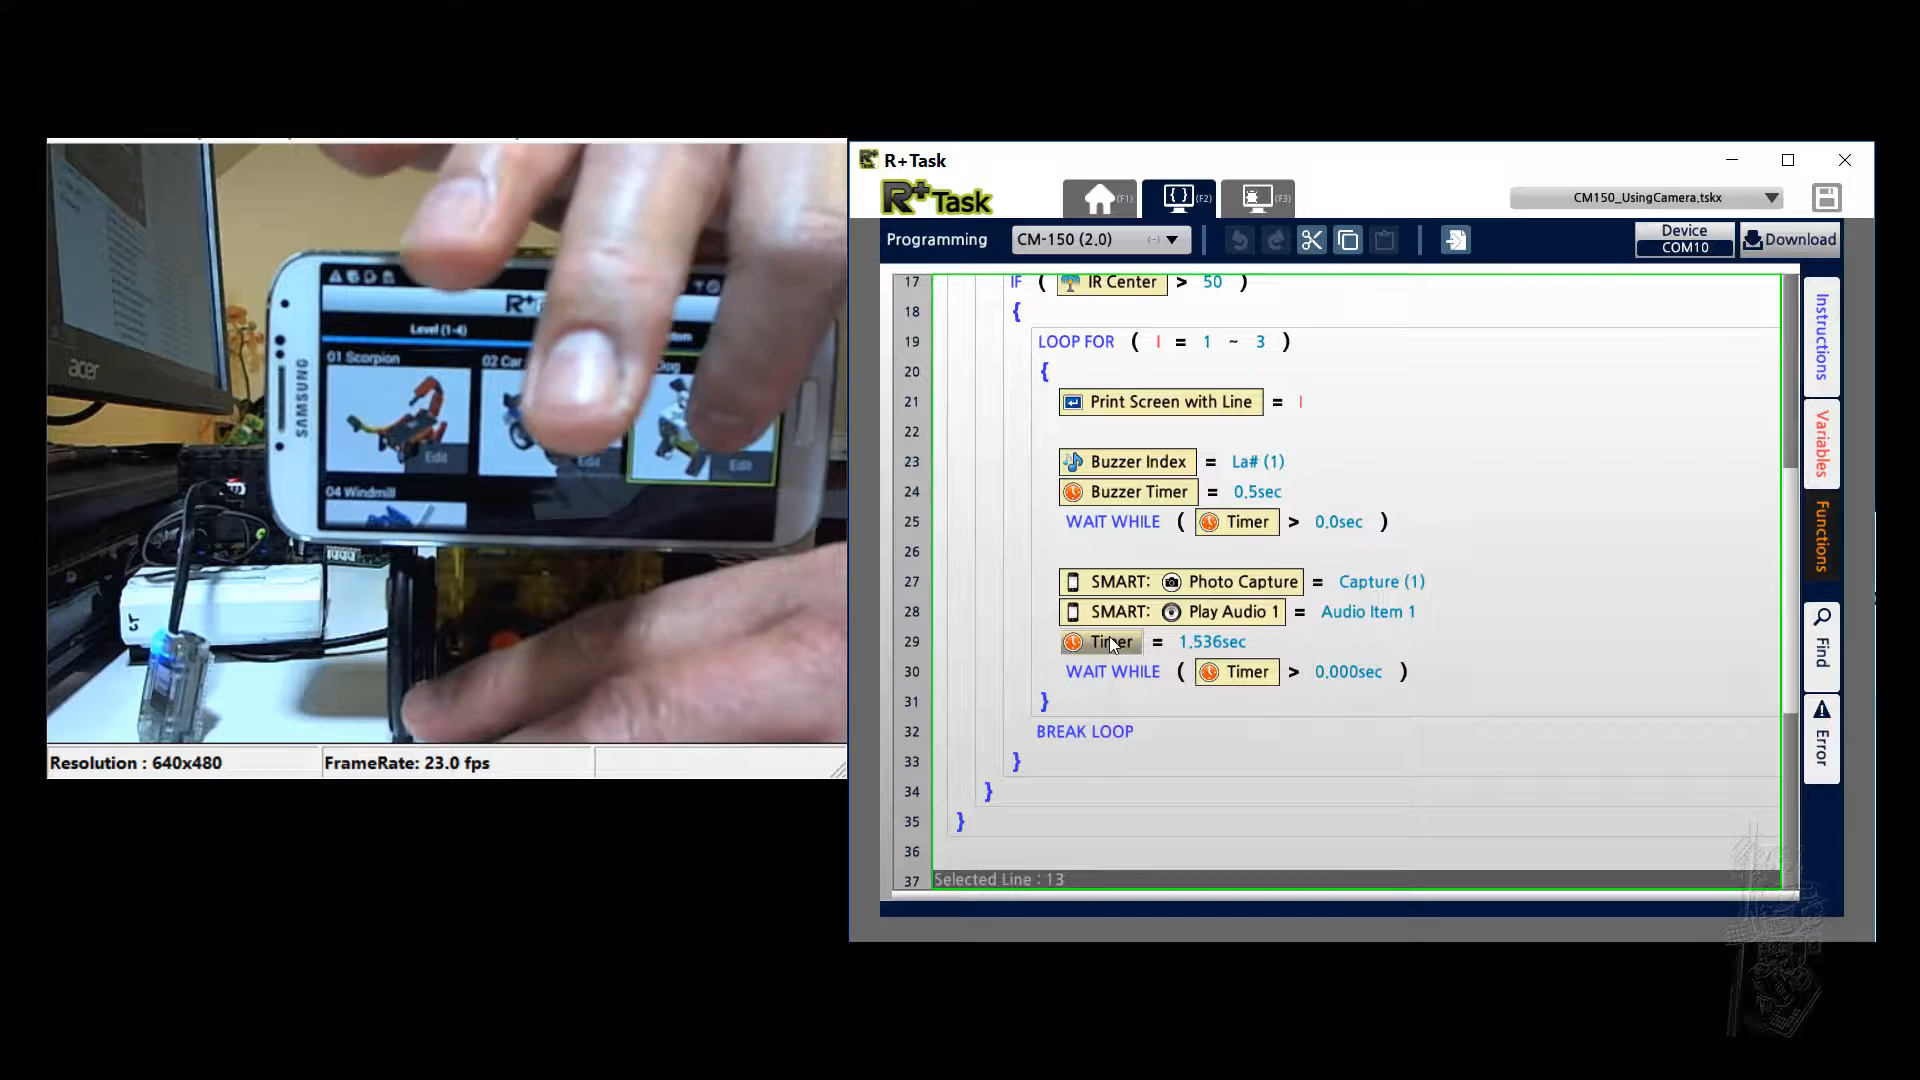 R+Task
R+Task
(F1)
(F2)
(F3)
CM150_UsingCamera.tskx
Programming
CM-150 (2.0)
(-)
Device
COM10
Download
17 IF ( IR Center > 50 )
18 {
19 LOOP FOR ( I = 1 ~ 3 )
20 {
21 Print Screen with Line = I
22
23 Buzzer Index = La# (1)
24 Buzzer Timer = 0.5sec
25 WAIT WHILE ( Timer > 0.0sec )
26
27 SMART: Photo Capture = Capture (1)
28 SMART: Play Audio 1 = Audio Item 1
29 Timer = 1.536sec
30 WAIT WHILE ( Timer > 0.000sec )
31 }
32 BREAK LOOP
33 }
34 }
35 }
36
37
Selected Line : 13
Instructions
Variables
Functions
Find
Error
acer
SAMSUNG
R+
Level (1-4)
01 Scorpion
02 Car
Edit
Edit
Edit
04 Windmill
Resolution : 640x480
FrameRate: 23.0 fps